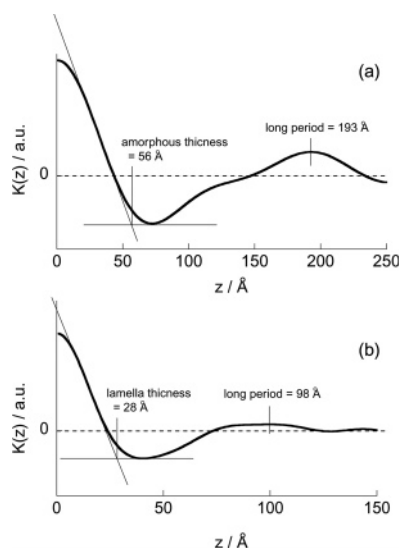 (a)
K(z) / a.u.
0
amorphous thicness
= 56 Å
long period = 193 Å
0 50 100 150 200 250
z / Å
(b)
K(z) / a.u.
0
lamella thicness
= 28 Å
long period = 98 Å
0 50 100 150
z / Å